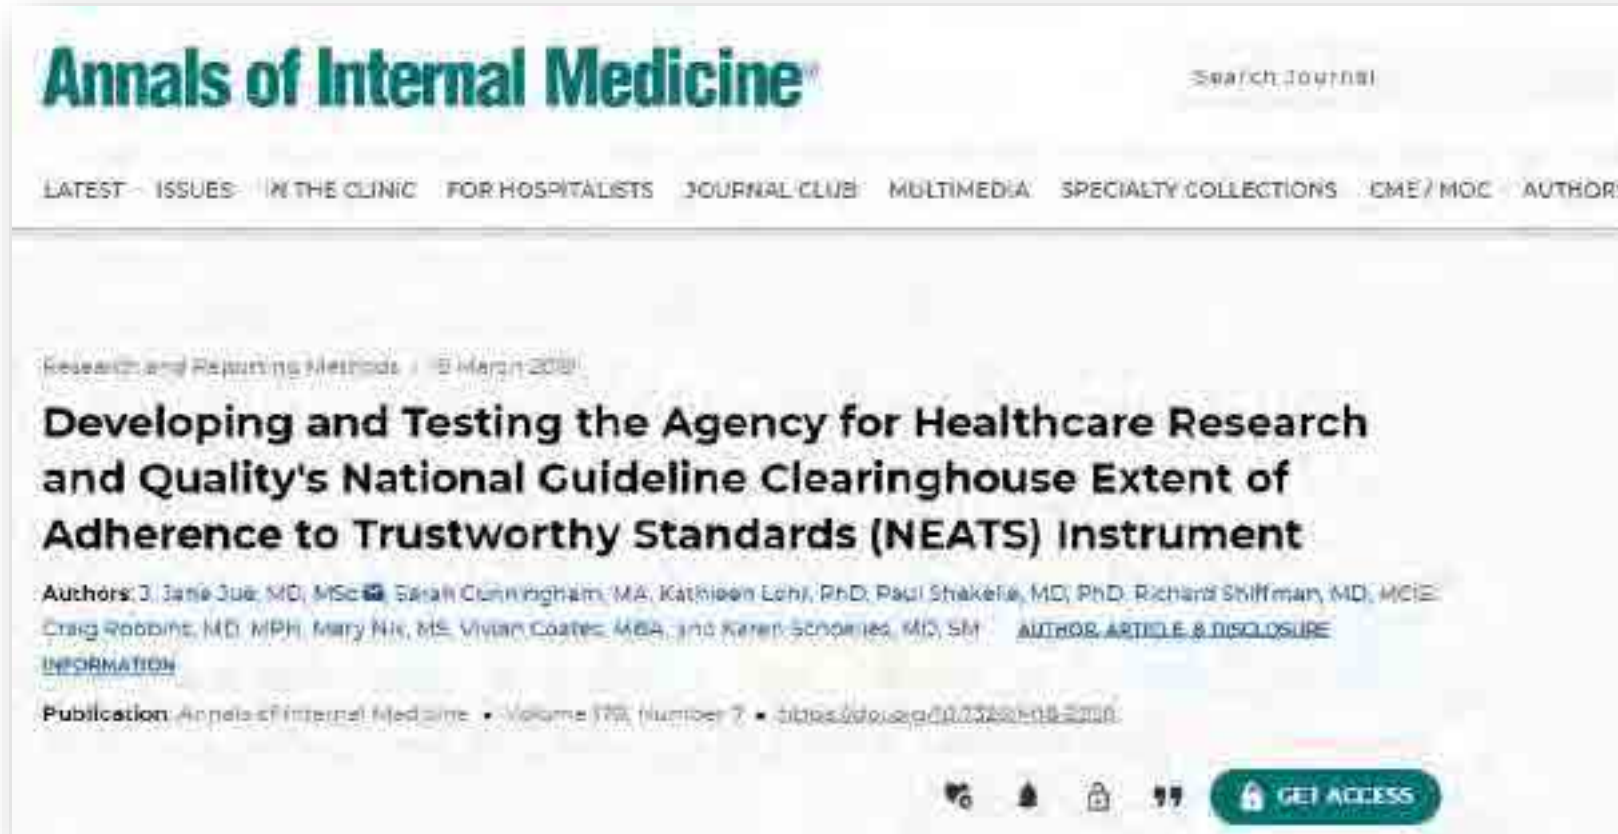 Annals of Internal Medicine
Search Journal
LATEST ISSUES IN THE CLINIC FOR HOSPITALISTS JOURNAL CLUB MULTIMEDIA SPECIALTY COLLECTIONS CME / MOC AUTHORS
Research and Reporting Methods
Developing and Testing the Agency for Healthcare Research
and Quality's National Guideline Clearinghouse Extent of
Adherence to Trustworthy Standards (NEATS) Instrument
Authors: J. Jane Jue, MD, MSc, Sarah Cunningham, MA, Kathleen Lohr, PhD, Paul Shekelle, MD, PhD, Richard Shiffman, MD, MCIS,
Craig Robbins, MD, MPH, Mary Nix, MS, Vivian Coates, MBA, and Karen Schoelles, MD, SM AUTHOR, ARTICLE, & DISCLOSURE
INFORMATION
Publication: Annals of Internal Medicine • Volume 170, Number 7 •
GET ACCESS